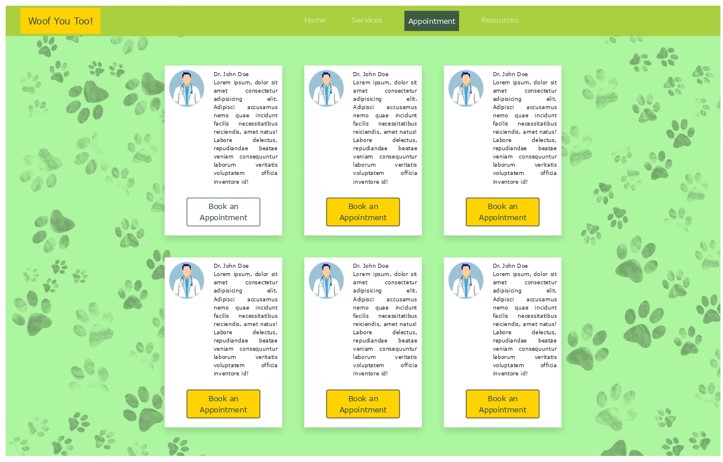 Woof You Too!
Home Services Appointment Resources
Dr. John Doe
Lorem ipsum, dolor sit
amet consectetur
adipisicing elit.
Adipisci accusamus
nemo quae incidunt
facilis necessitatibus
reiciendis, amet natus!
Labore delectus,
repudiandae beatae
veniam consequuntur
laborum veritatis
voluptatem officia
inventore id!
Book an
Appointment
Dr. John Doe
Lorem ipsum, dolor sit
amet consectetur
adipisicing elit.
Adipisci accusamus
nemo quae incidunt
facilis necessitatibus
reiciendis, amet natus!
Labore delectus,
repudiandae beatae
veniam consequuntur
laborum veritatis
voluptatem officia
inventore id!
Book an
Appointment
Dr. John Doe
Lorem ipsum, dolor sit
amet consectetur
adipisicing elit.
Adipisci accusamus
nemo quae incidunt
facilis necessitatibus
reiciendis, amet natus!
Labore delectus,
repudiandae beatae
veniam consequuntur
laborum veritatis
voluptatem officia
inventore id!
Book an
Appointment
Dr. John Doe
Lorem ipsum, dolor sit
amet consectetur
adipisicing elit.
Adipisci accusamus
nemo quae incidunt
facilis necessitatibus
reiciendis, amet natus!
Labore delectus,
repudiandae beatae
veniam consequuntur
laborum veritatis
voluptatem officia
inventore id!
Book an
Appointment
Dr. John Doe
Lorem ipsum, dolor sit
amet consectetur
adipisicing elit.
Adipisci accusamus
nemo quae incidunt
facilis necessitatibus
reiciendis, amet natus!
Labore delectus,
repudiandae beatae
veniam consequuntur
laborum veritatis
voluptatem officia
inventore id!
Book an
Appointment
Dr. John Doe
Lorem ipsum, dolor sit
amet consectetur
adipisicing elit.
Adipisci accusamus
nemo quae incidunt
facilis necessitatibus
reiciendis, amet natus!
Labore delectus,
repudiandae beatae
veniam consequuntur
laborum veritatis
voluptatem officia
inventore id!
Book an
Appointment